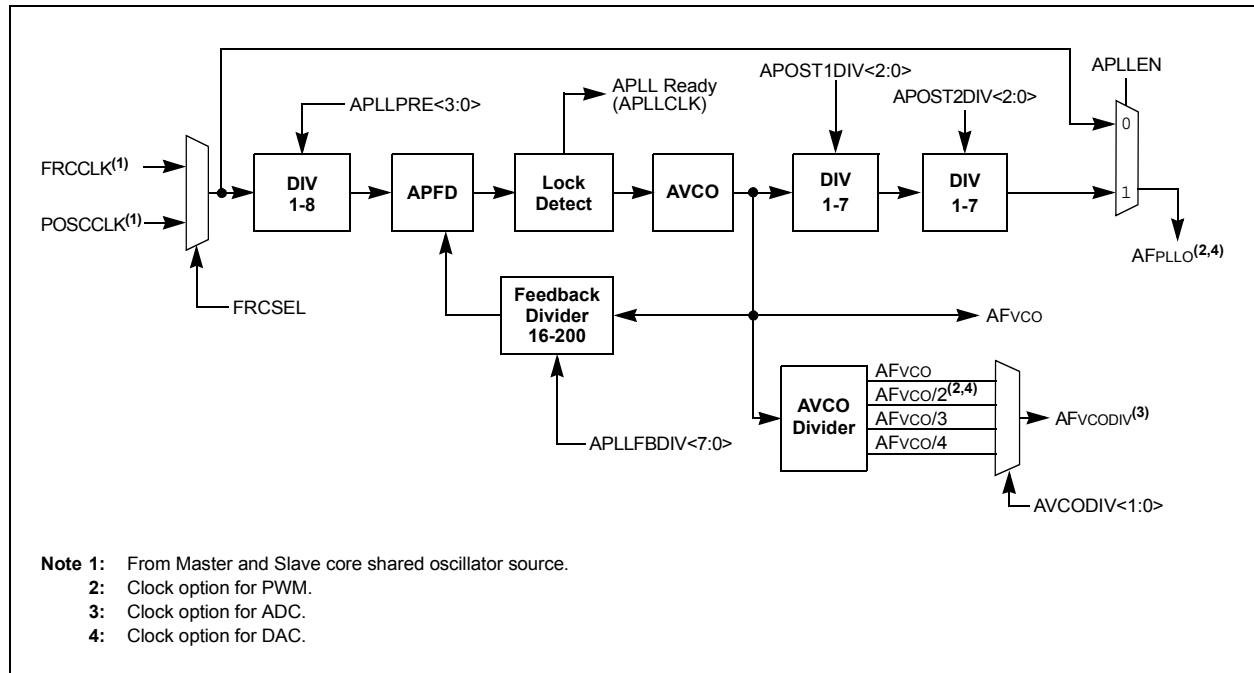 APLLEN
APOST1DIV<2:0>
APLL Ready
(APLLCLK)
APOST2DIV<2:0>
APLLPRE<3:0>
0
FRCCLK(1)
DIV
1-8
APFD
Lock
Detect
AVCO
DIV
1-7
DIV
1-7
1
POSCCLK(1)
AFPLLO(2,4)
FRCSEL
Feedback
Divider
16-200
AFVCO
AVCO
Divider
AFVCO
AFVCO/2(2,4)
AFVCO/3
AFVCO/4
AFVCODIV(3)
APLLFBDIV<7:0>
AVCODIV<1:0>
Note 1: From Master and Slave core shared oscillator source.
2: Clock option for PWM.
3: Clock option for ADC.
4: Clock option for DAC.